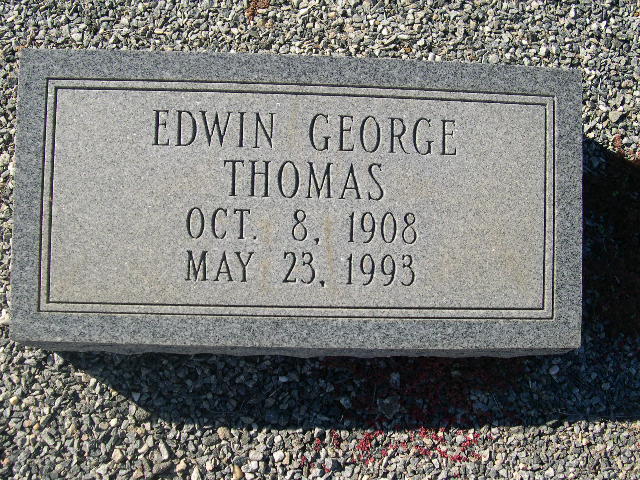 EDWIN GEORGE
THOMAS
OCT. 8, 1908
MAY 23, 1993